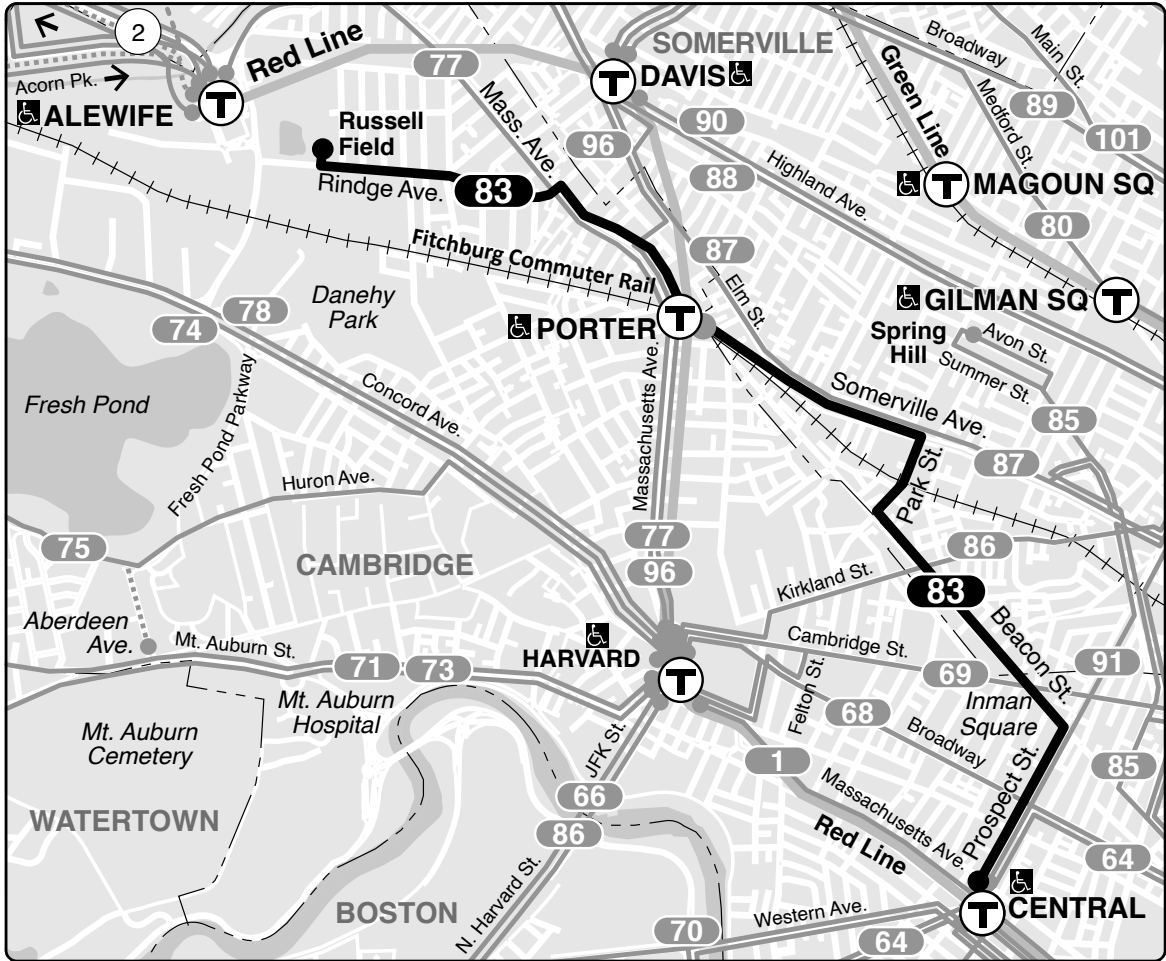 2
Red Line
77
SOMERVILLE
DAVIS
Broadway
Main St.
Acorn Pk.
ALEWIFE
T
T
Green Line
Medford St.
89
101
90
Russell
Field
Mass. Ave.
96
Highland Ave.
88
T
MAGOUN SQ
Rindge Ave.
83
80
Fitchburg Commuter Rail
87
Elm St.
Danehy
Park
78
74
PORTER
T
GILMAN SQ
T
Spring
Hill
Avon St.
Summer St.
Fresh Pond
Fresh Pond Parkway
Concord Ave.
Massachusetts Ave.
Somerville Ave.
85
87
Park St.
Huron Ave.
75
CAMBRIDGE
77
96
86
Kirkland St.
83
Beacon St.
Aberdeen
Ave.
Mt. Auburn St.
71
73
HARVARD
T
Cambridge St.
69
91
Felton St.
68
Inman
Square
Broadway
Mt. Auburn
Hospital
Mt. Auburn
Cemetery
JFK St.
1
85
66
86
Massachusetts Ave.
Prospect St.
WATERTOWN
Red Line
64
BOSTON
N. Harvard St.
70
Western Ave.
64
T
CENTRAL